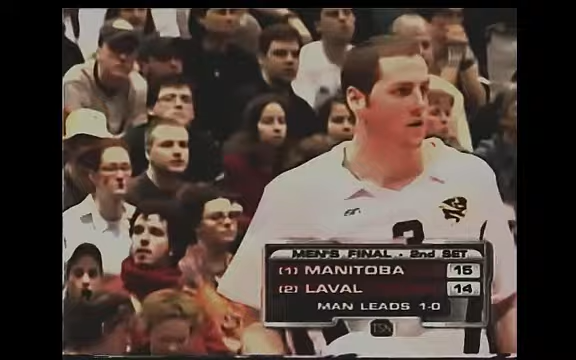 MEN'S FINAL - 2nd SET
(1) MANITOBA 15
(2) LAVAL 14
MAN LEADS 1-0
TSN